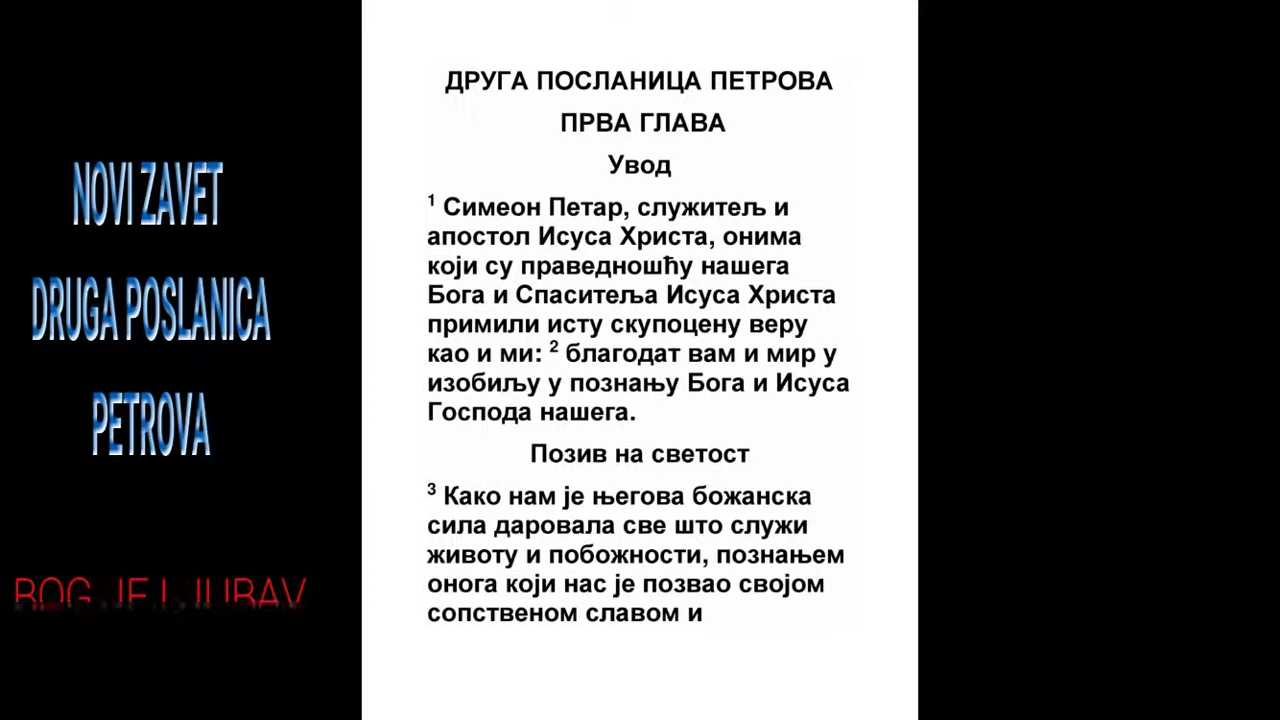 NOVI ZAVET
DRUGA POSLANICA
PETROVA
BOG JE LJUBAV
ДРУГА ПОСЛАНИЦА ПЕТРОВА
ПРВА ГЛАВА
Увод
1 Симеон Петар, служитељ и
апостол Исуса Христа, онима
који су праведношћу нашега
Бога и Спаситеља Исуса Христа
примили исту скупоцену веру
као и ми: 2 благодат вам и мир у
изобиљу у познању Бога и Исуса
Господа нашега.
Позив на светост
3 Како нам је његова божанска
сила даровала све што служи
животу и побожности, познањем
онога који нас је позвао својом
сопственом славом и